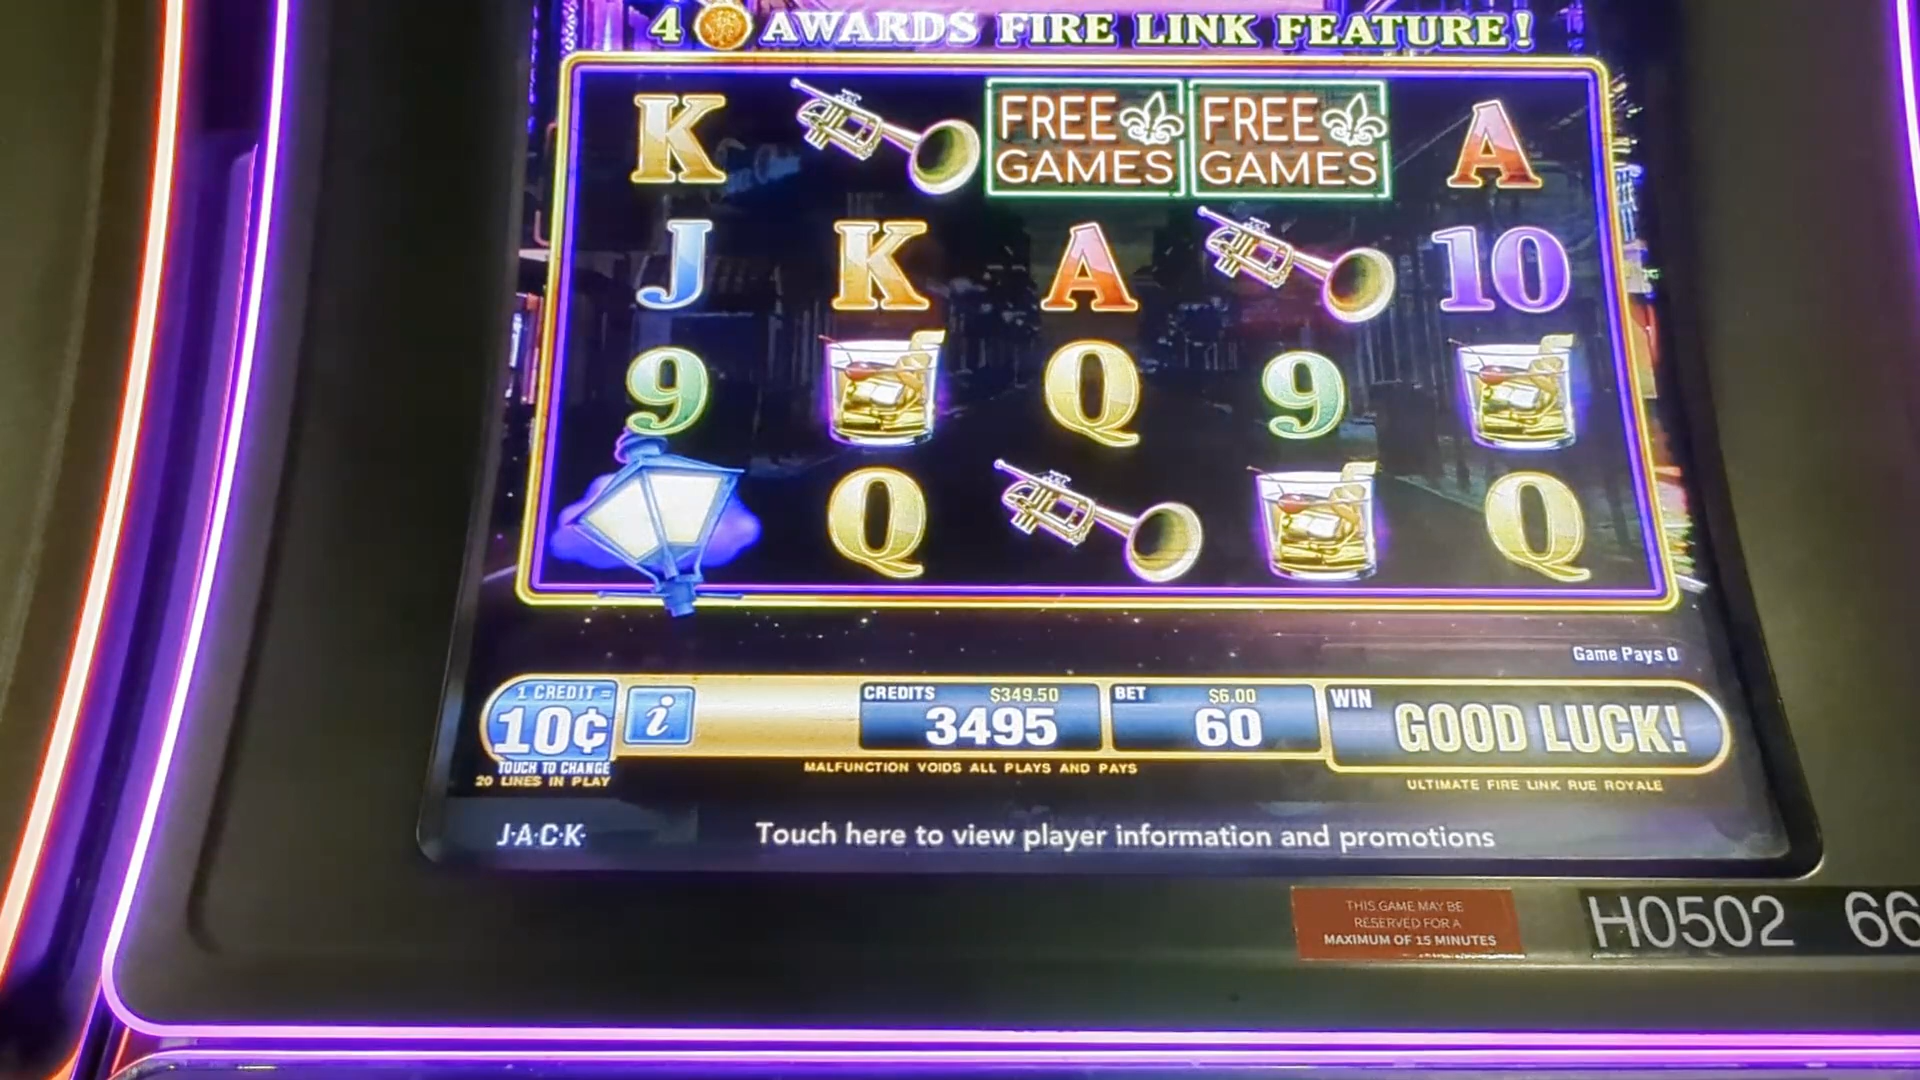 4 AWARDS FIRE LINK FEATURE!
K FREE GAMES FREE GAMES A
J K A 10
9 Q 9
Q Q
Game Pays 0
1 CREDIT =
10¢
TOUCH TO CHANGE
20 LINES IN PLAY
i
CREDITS $349.50
3495
BET $6.00
60
WIN
GOOD LUCK!
MALFUNCTION VOIDS ALL PLAYS AND PAYS
ULTIMATE FIRE LINK RUE ROYALE
J·A·C·K·
Touch here to view player information and promotions
THIS GAME MAY BE
RESERVED FOR A
MAXIMUM OF 15 MINUTES
H0502 66